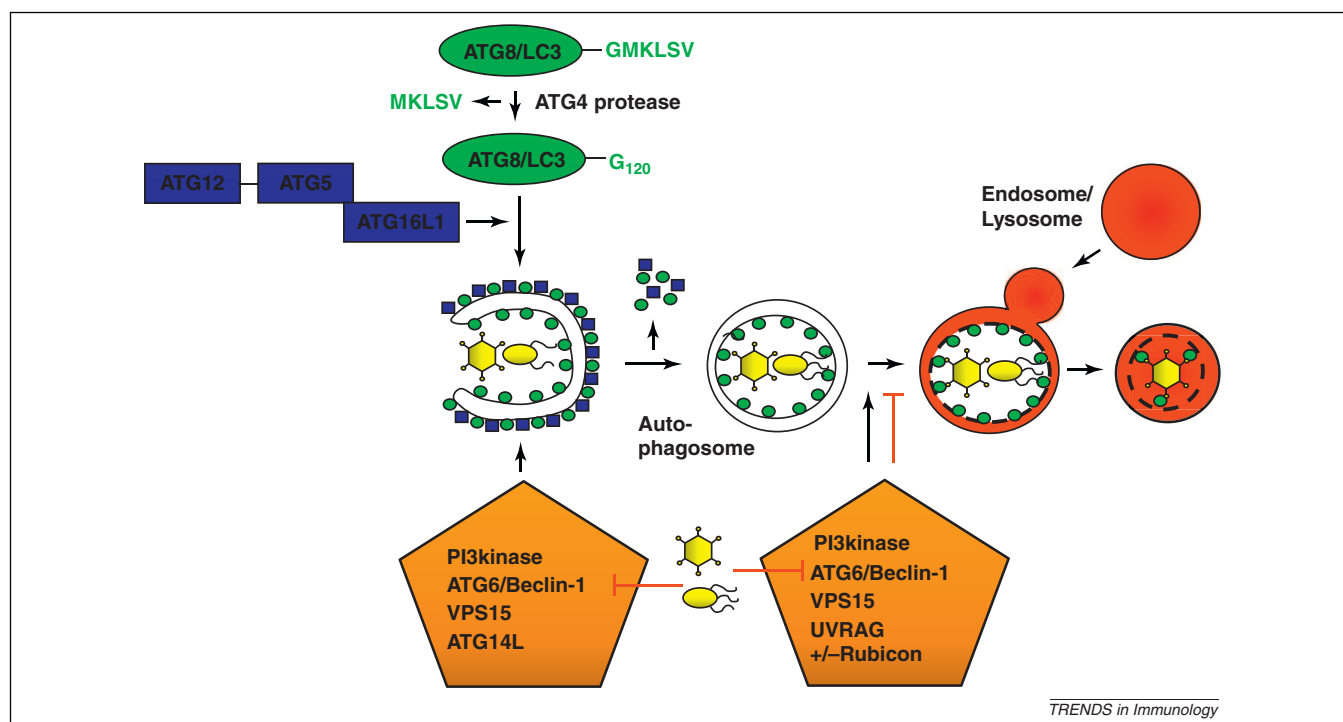 ATG8/LC3
GMKLSV
MKLSV
ATG4 protease
ATG8/LC3
G₁₂₀
ATG12
ATG5
ATG16L1
Endosome/
Lysosome
Auto-
phagosome
PI3kinase
ATG6/Beclin-1
VPS15
ATG14L
PI3kinase
ATG6/Beclin-1
VPS15
UVRAG
+/–Rubicon
TRENDS in Immunology